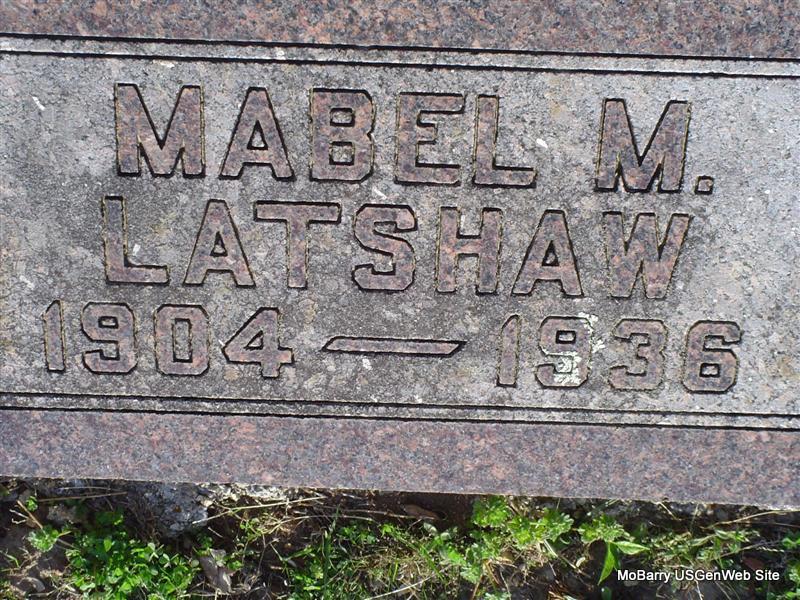 MABEL M.
LATSHAW
1904 — 1936
MoBarry USGenWeb Site